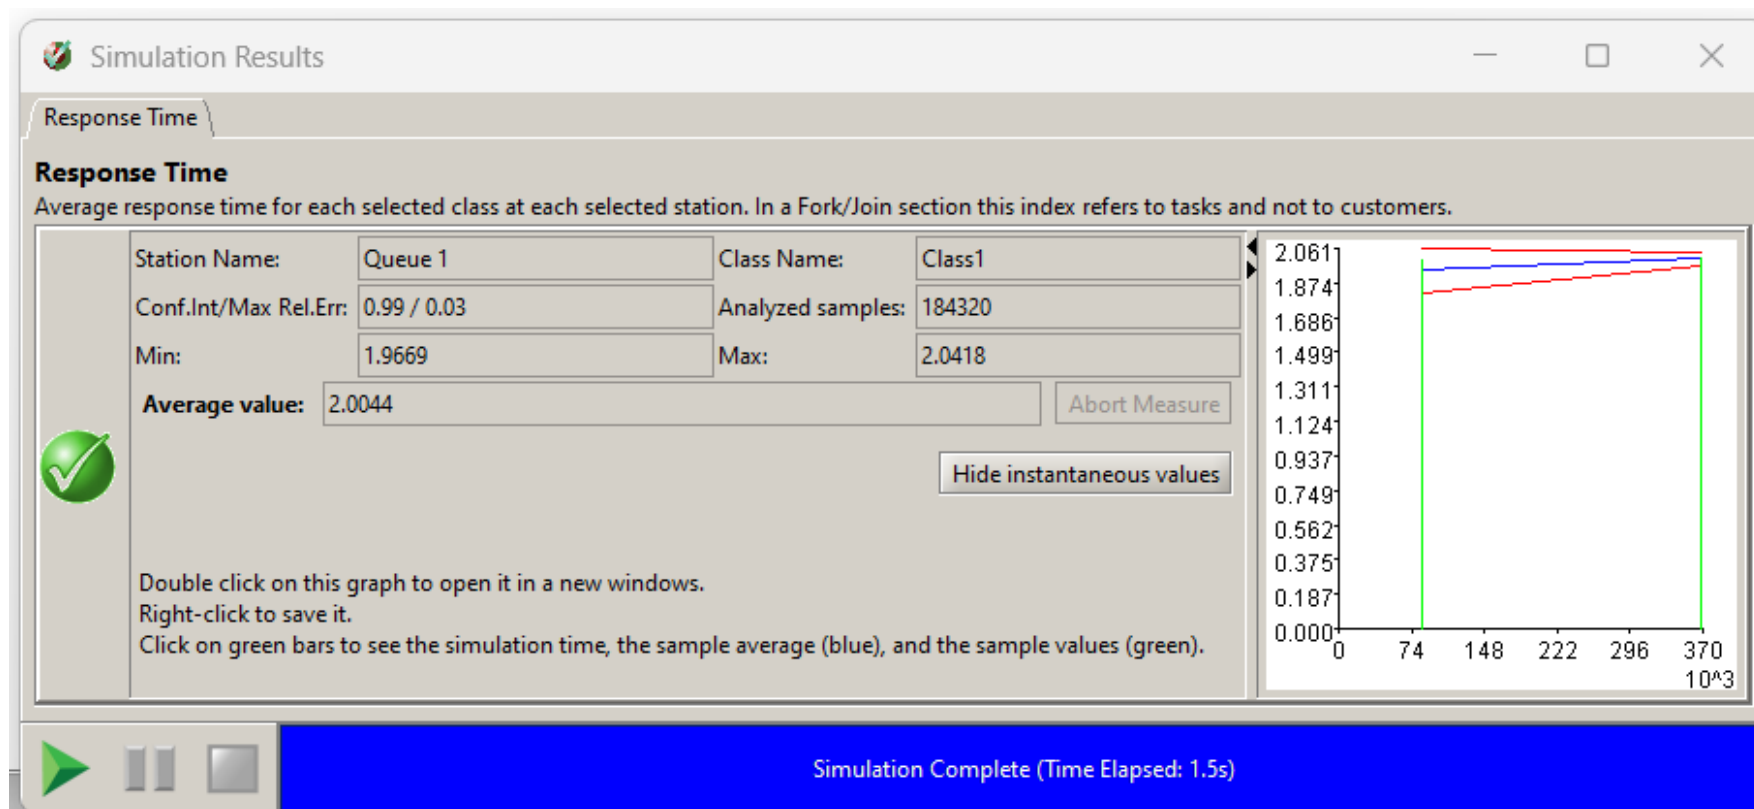 Simulation Results
Response Time
Response Time
Average response time for each selected class at each selected station. In a Fork/Join section this index refers to tasks and not to customers.
Station Name: Queue 1 Class Name: Class1
Conf.Int/Max Rel.Err: 0.99 / 0.03 Analyzed samples: 184320
Min: 1.9669 Max: 2.0418
Average value: 2.0044 Abort Measure
Hide instantaneous values
Double click on this graph to open it in a new windows.
Right-click to save it.
Click on green bars to see the simulation time, the sample average (blue), and the sample values (green).
2.061
1.874
1.686
1.499
1.311
1.124
0.937
0.749
0.562
0.375
0.187
0.000
0 74 148 222 296 370
10^3
Simulation Complete (Time Elapsed: 1.5s)